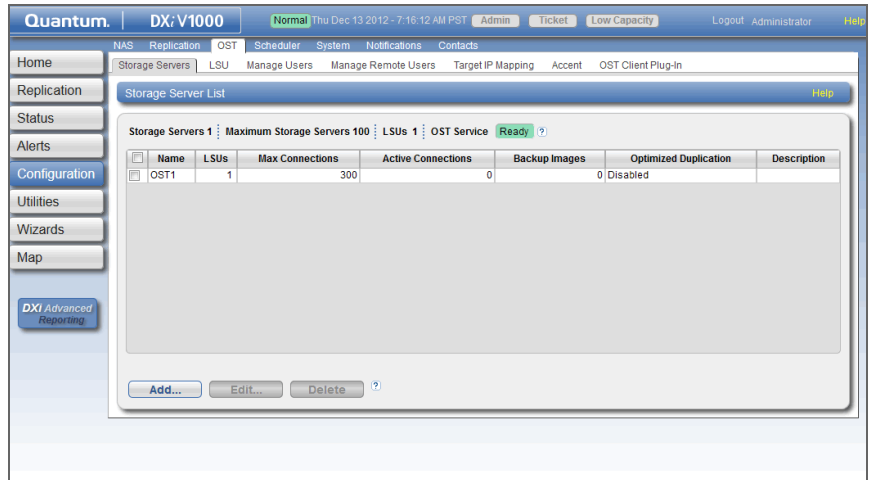 Quantum. DXi V1000 Normal Thu Dec 13 2012 - 7:16:12 AM PST Admin Ticket Low Capacity Logout Administrator Help
NAS Replication OST Scheduler System Notifications Contacts
Storage Servers LSU Manage Users Manage Remote Users Target IP Mapping Accent OST Client Plug-In
Home
Replication
Status
Alerts
Configuration
Utilities
Wizards
Map
DXI Advanced
Reporting
Storage Server List Help
Storage Servers 1 Maximum Storage Servers 100 LSUs 1 OST Service Ready ?
Name LSUs Max Connections Active Connections Backup Images Optimized Duplication Description
OST1 1 300 0 0 Disabled
Add... Edit... Delete ?